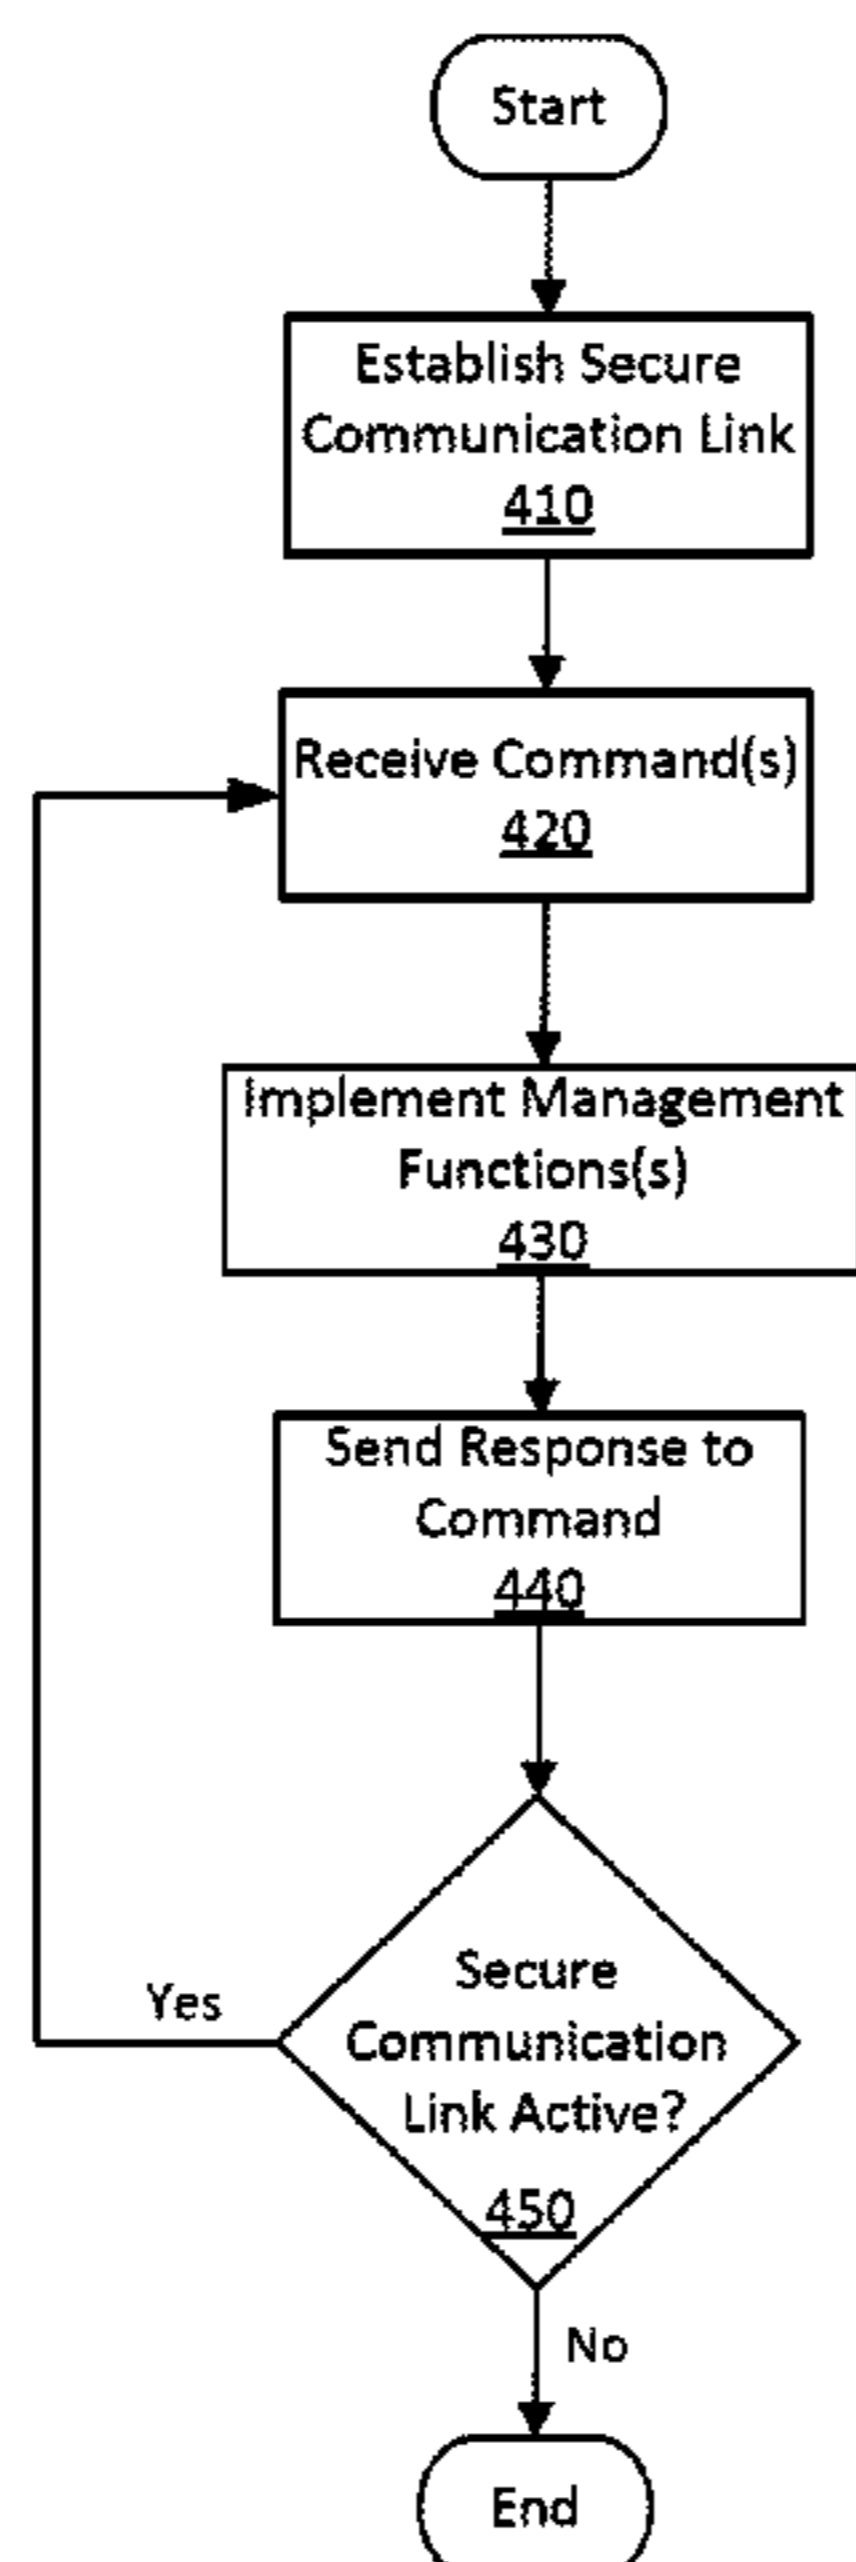 Start
Establish Secure
Communication Link
410
Receive Command(s)
420
Implement Management
Functions(s)
430
Send Response to
Command
440
Secure
Communication
Link Active?
450
Yes
No
End